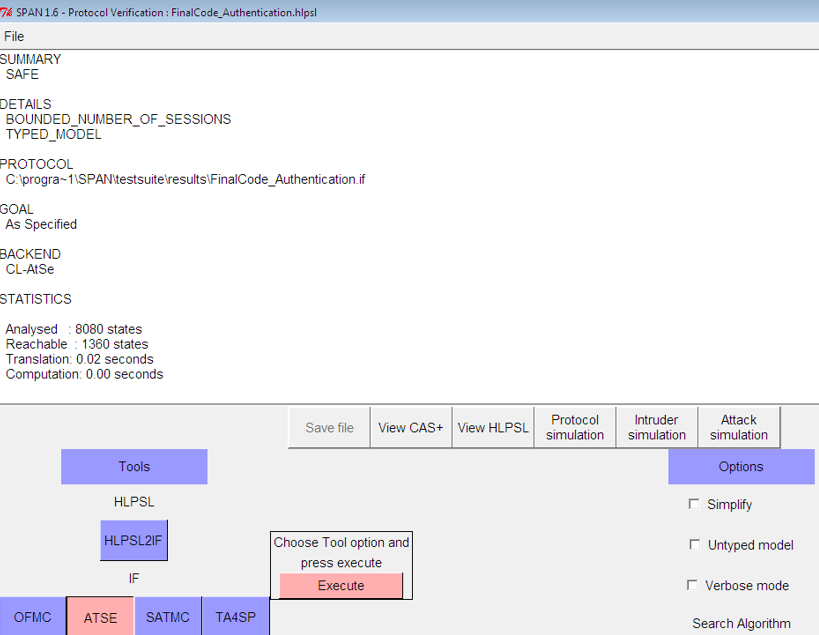 SPAN 1.6 - Protocol Verification : FinalCode_Authentication.hlpsl
File
SUMMARY
SAFE
DETAILS
BOUNDED_NUMBER_OF_SESSIONS
TYPED_MODEL
PROTOCOL
C:\progra~1\SPAN\testsuite\results\FinalCode_Authentication.if
GOAL
As Specified
BACKEND
CL-AtSe
STATISTICS
Analysed : 8080 states
Reachable : 1360 states
Translation: 0.02 seconds
Computation: 0.00 seconds
Save file View CAS+ View HLPSL Protocol simulation Intruder simulation Attack simulation
Tools
Options
HLPSL
Simplify
HLPSL2IF
Choose Tool option and
press execute
Untyped model
IF
Execute
Verbose mode
OFMC ATSE SATMC TA4SP
Search Algorithm